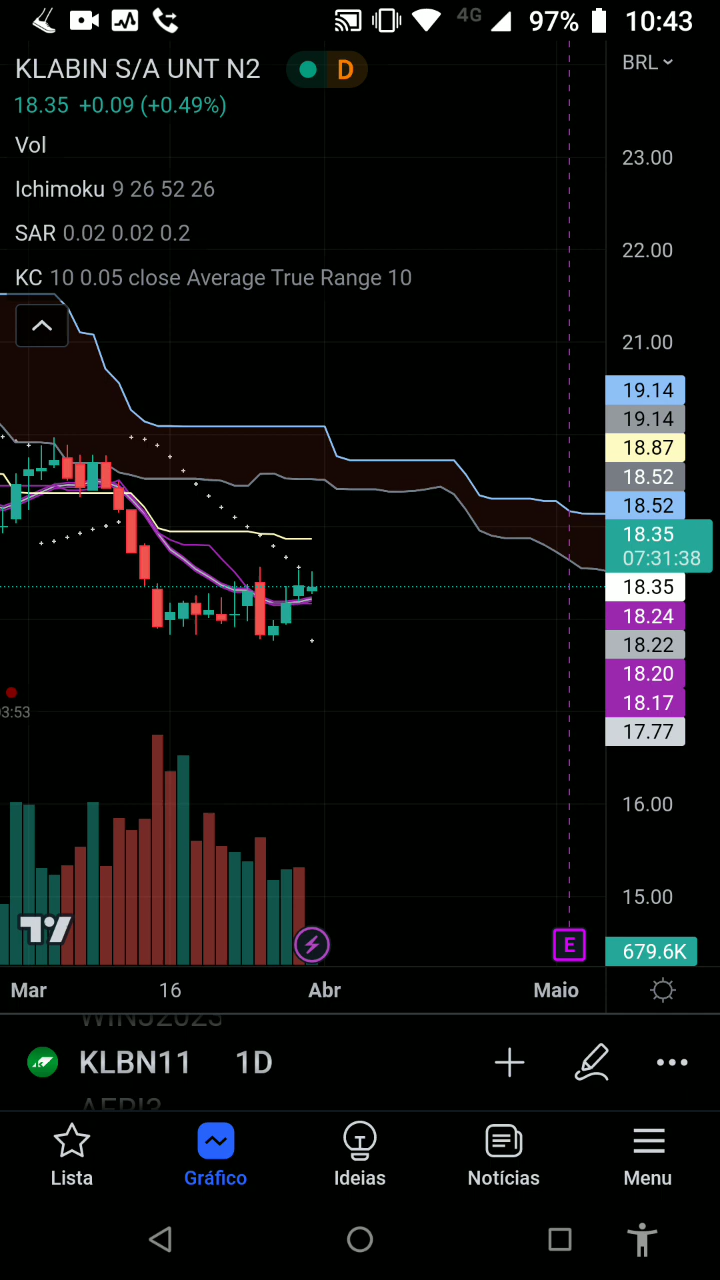 4G 97% 10:43
KLABIN S/A UNT N2 D BRL
18.35 +0.09 (+0.49%)
Vol
23.00
Ichimoku 9 26 52 26
SAR 0.02 0.02 0.2
22.00
KC 10 0.05 close Average True Range 10
21.00
19.14
19.14
18.87
18.52
18.52
18.35
07:31:38
18.35
18.24
18.22
18.20
18.17
3:53
17.77
16.00
15.00
E 679.6K
Mar 16 Abr Maio
WINJ2023
KLBN11 1D
AERI3
Lista Gráfico Ideias Notícias Menu